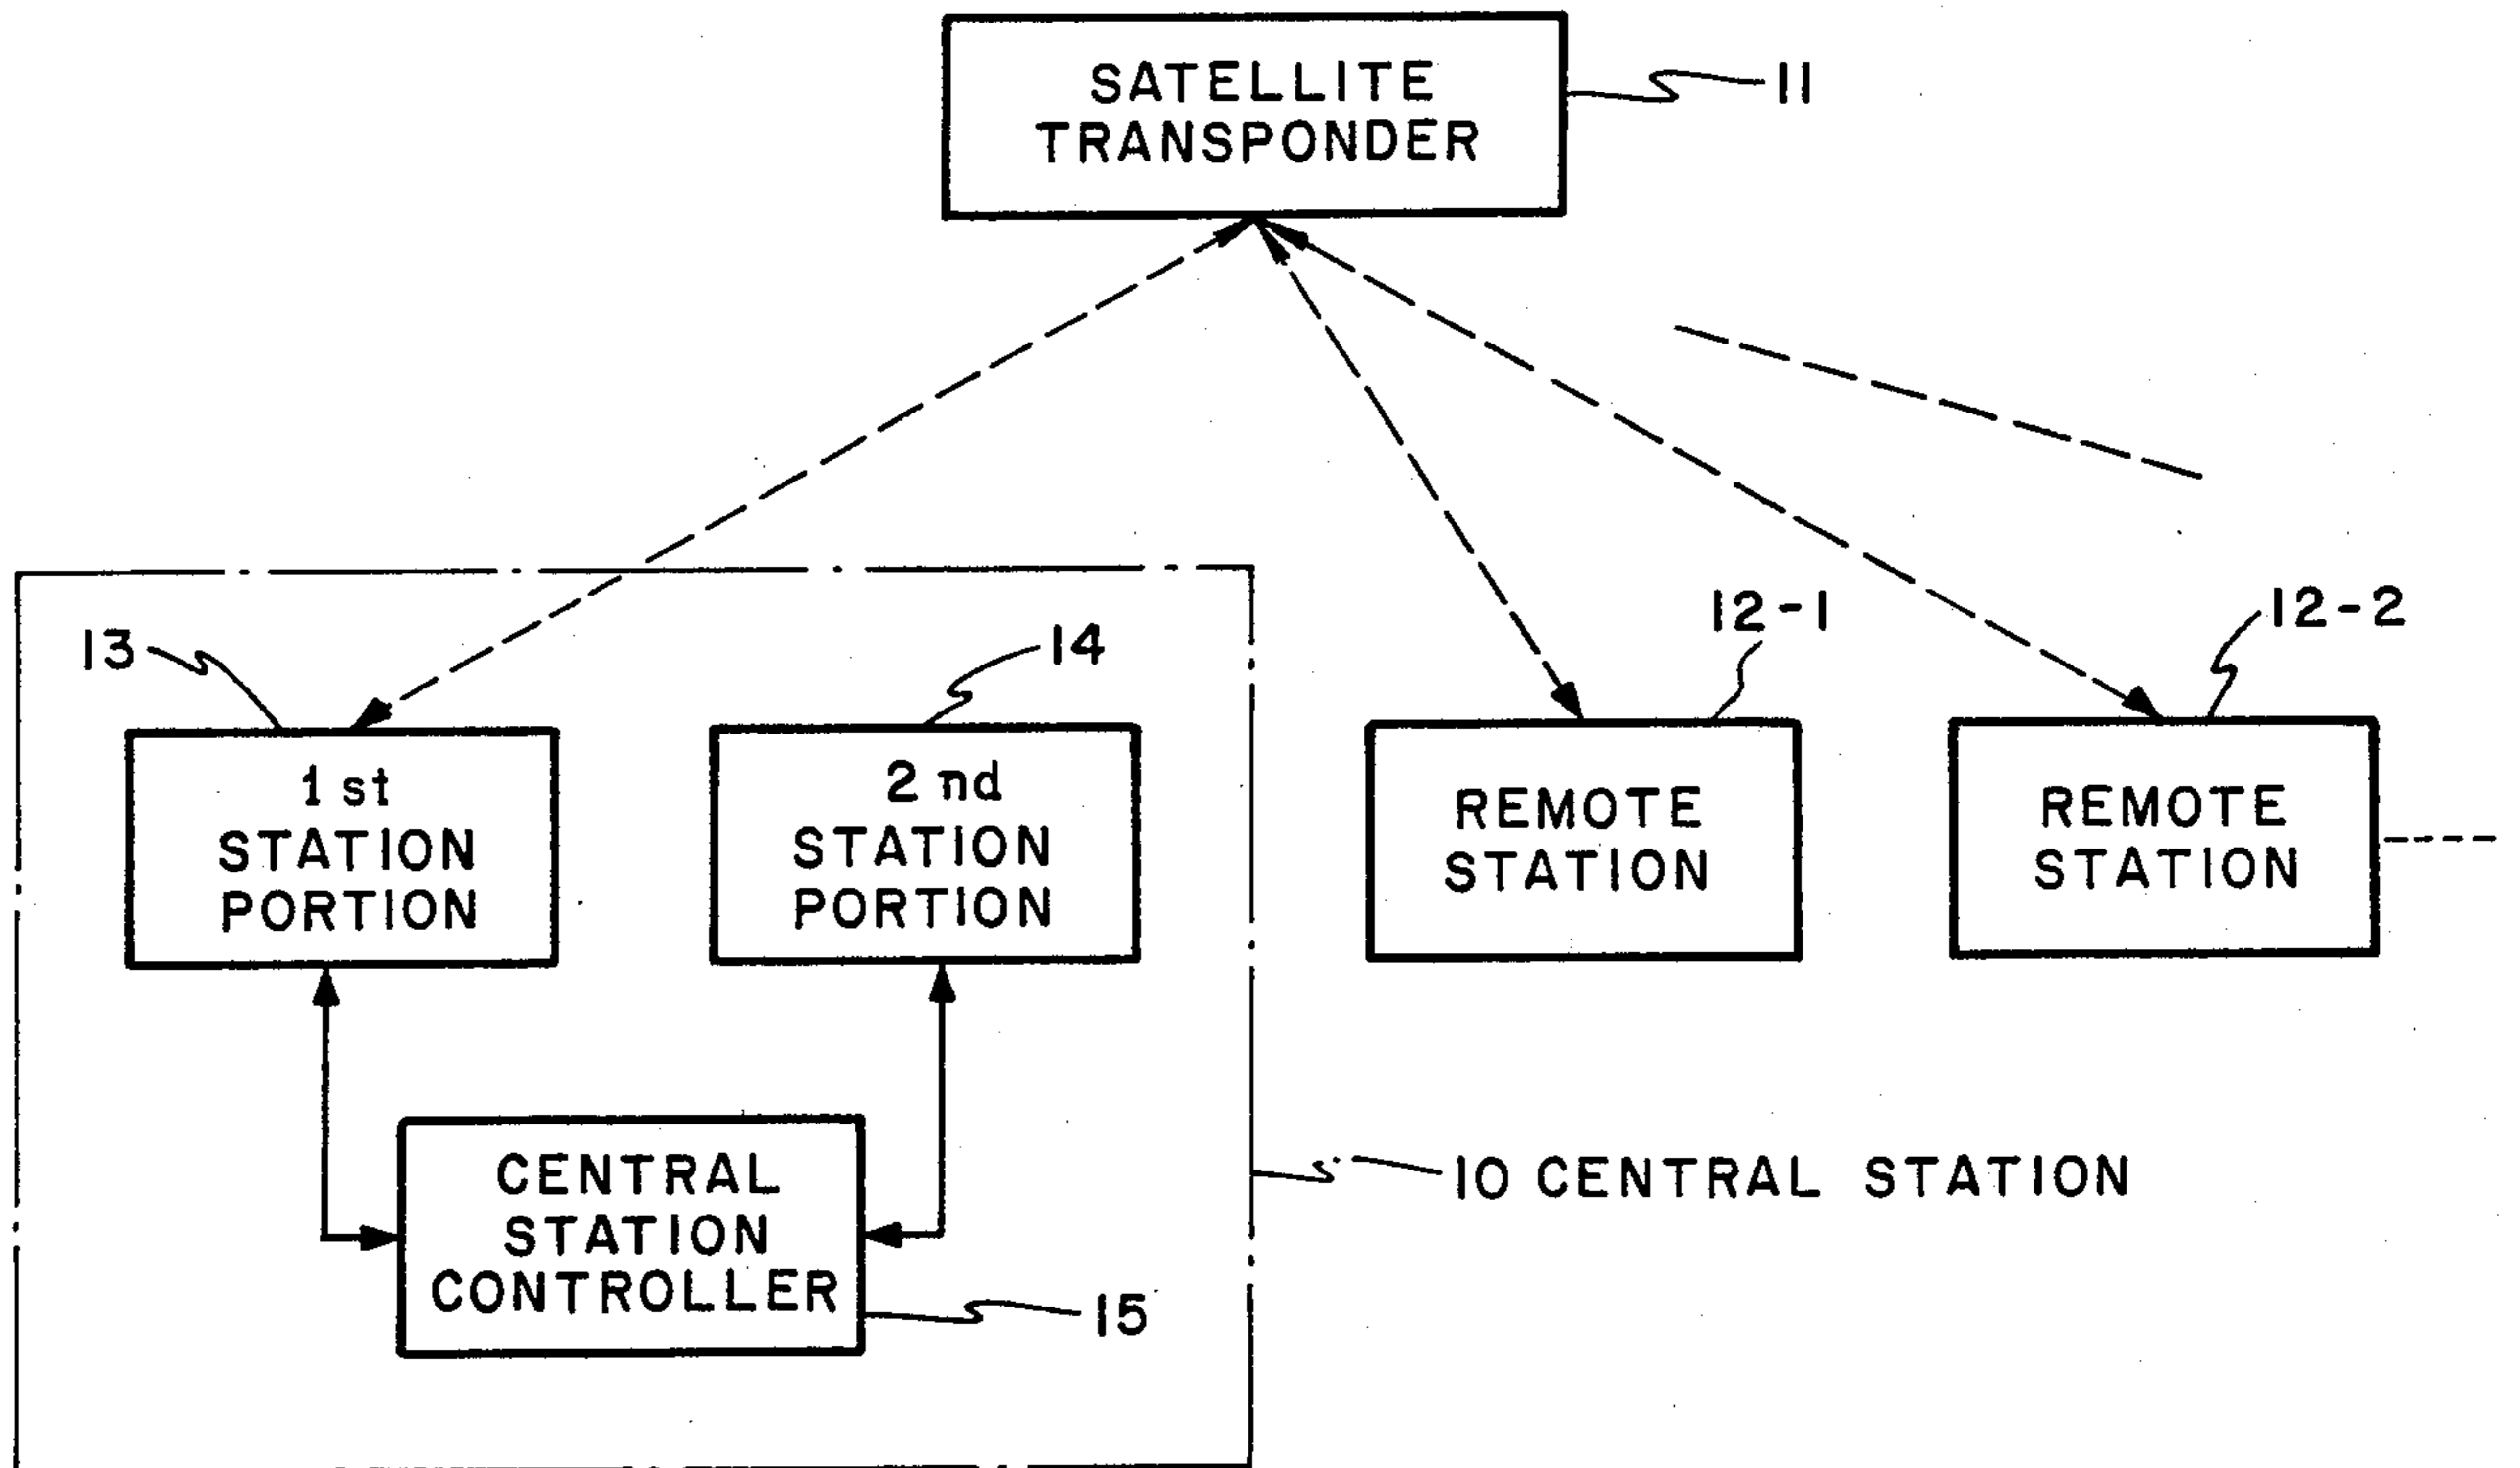 SATELLITE
TRANSPONDER
11
12-1
12-2
13
14
1st
STATION
PORTION
2nd
STATION
PORTION
REMOTE
STATION
REMOTE
STATION
CENTRAL
STATION
CONTROLLER
10 CENTRAL STATION
15